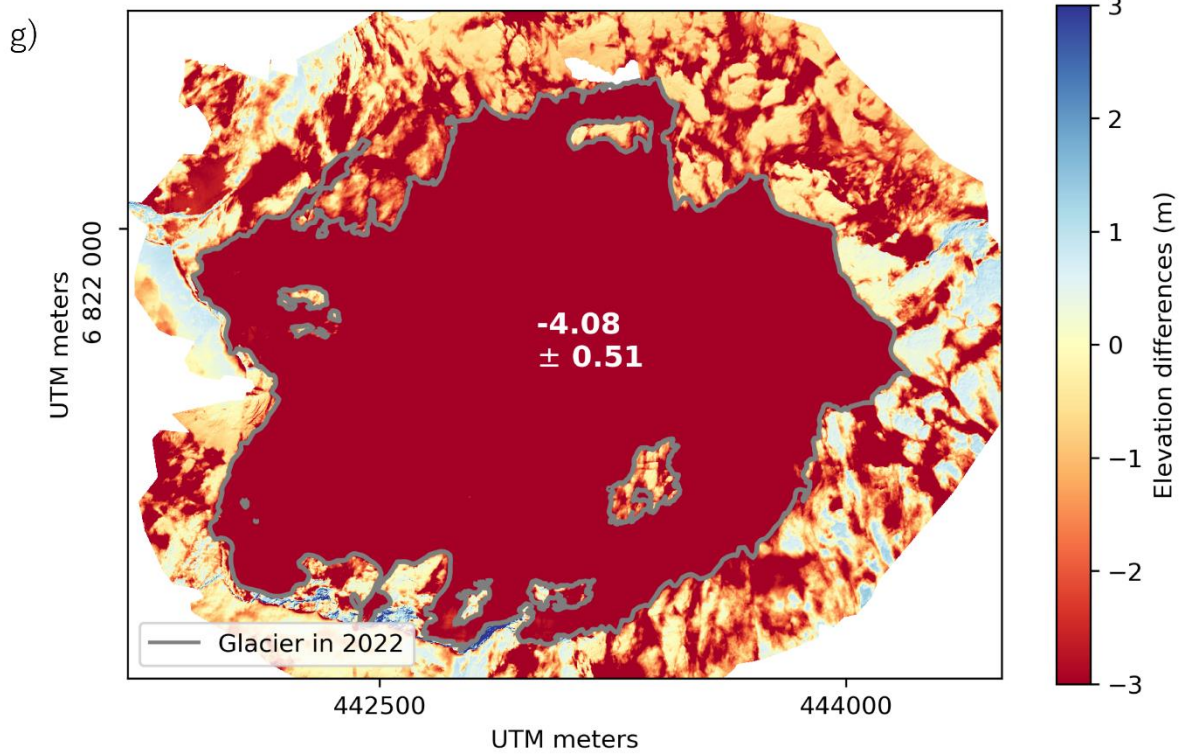 g)
-4.08
± 0.51
Glacier in 2022
UTM meters
6 822 000
442500
444000
UTM meters
3
2
1
0
−1
−2
−3
Elevation differences (m)